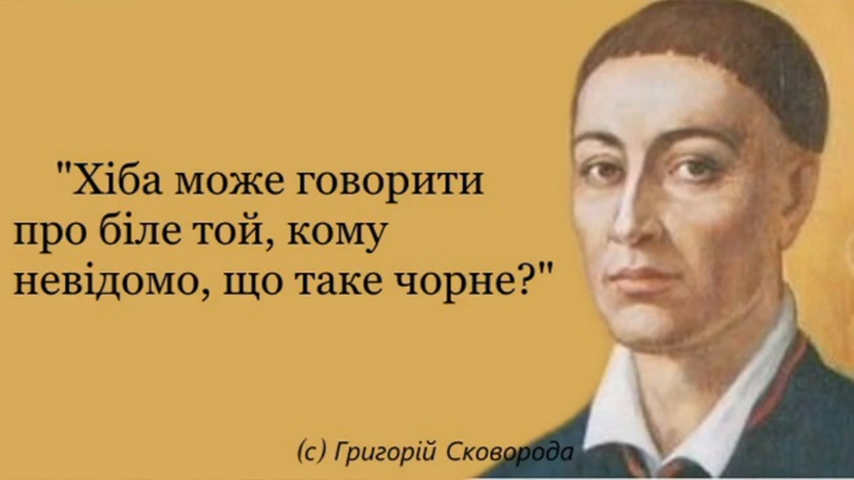 "Хіба може говорити
про біле той, кому
невідомо, що таке чорне?"
(с) Григорій Сковорода